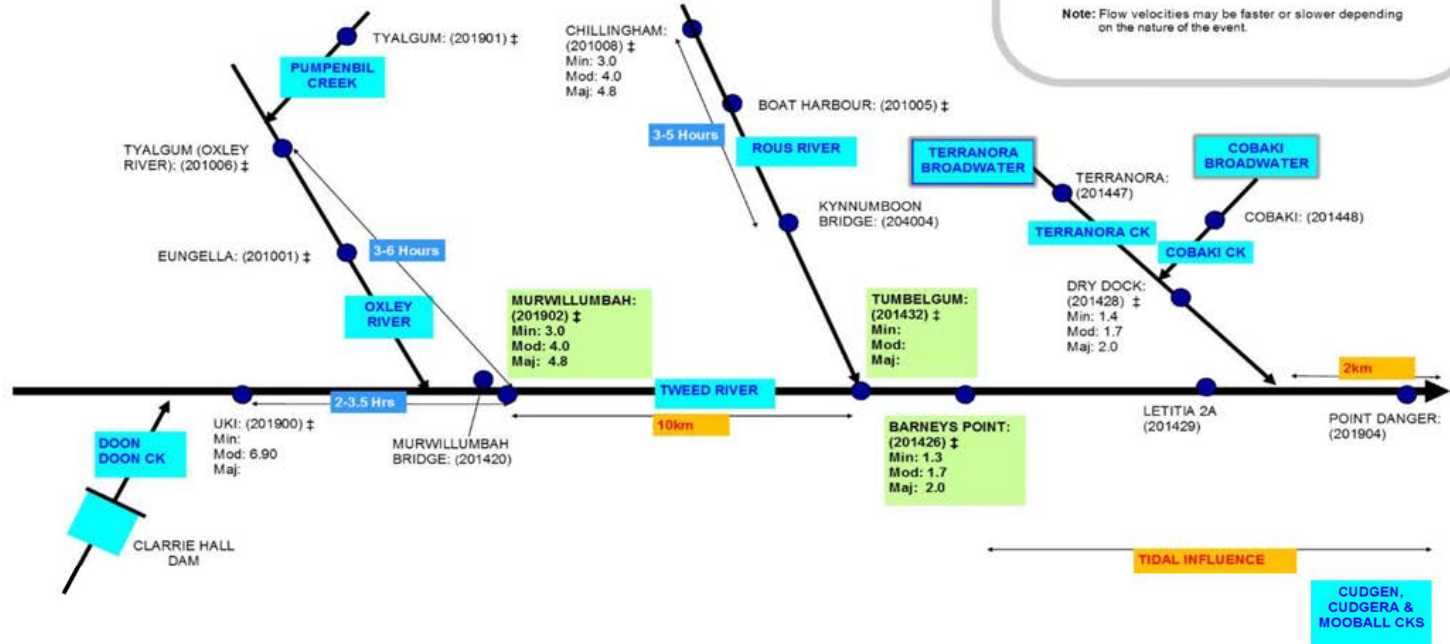 Note: Flow velocities may be faster or slower depending
on the nature of the event.
TYALGUM: (201901) ‡
PUMPENBIL
CREEK
CHILLINGHAM:
(201008) ‡
Min: 3.0
Mod: 4.0
Maj: 4.8
BOAT HARBOUR: (201005) ‡
3-5 Hours
ROUS RIVER
TYALGUM (OXLEY
RIVER): (201006) ‡
TERRANORA
BROADWATER
COBAKI
BROADWATER
TERRANORA:
(201447)
KYNNUMBOON
BRIDGE: (204004)
COBAKI: (201448)
TERRANORA CK
COBAKI CK
3-6 Hours
EUNGELLA: (201001) ‡
OXLEY
RIVER
MURWILLUMBAH:
(201902) ‡
Min: 3.0
Mod: 4.0
Maj: 4.8
TUMBELGUM:
(201432) ‡
Min:
Mod:
Maj:
DRY DOCK:
(201428) ‡
Min: 1.4
Mod: 1.7
Maj: 2.0
2km
2-3.5 Hrs
TWEED RIVER
10km
UKI: (201900) ‡
Min:
Mod: 6.90
Maj:
MURWILLUMBAH
BRIDGE: (201420)
BARNEYS POINT:
(201426) ‡
Min: 1.3
Mod: 1.7
Maj: 2.0
LETITIA 2A
(201429)
POINT DANGER:
(201904)
DOON
DOON CK
CLARRIE HALL
DAM
TIDAL INFLUENCE
CUDGEN,
CUDGERA &
MOOBALL CKS